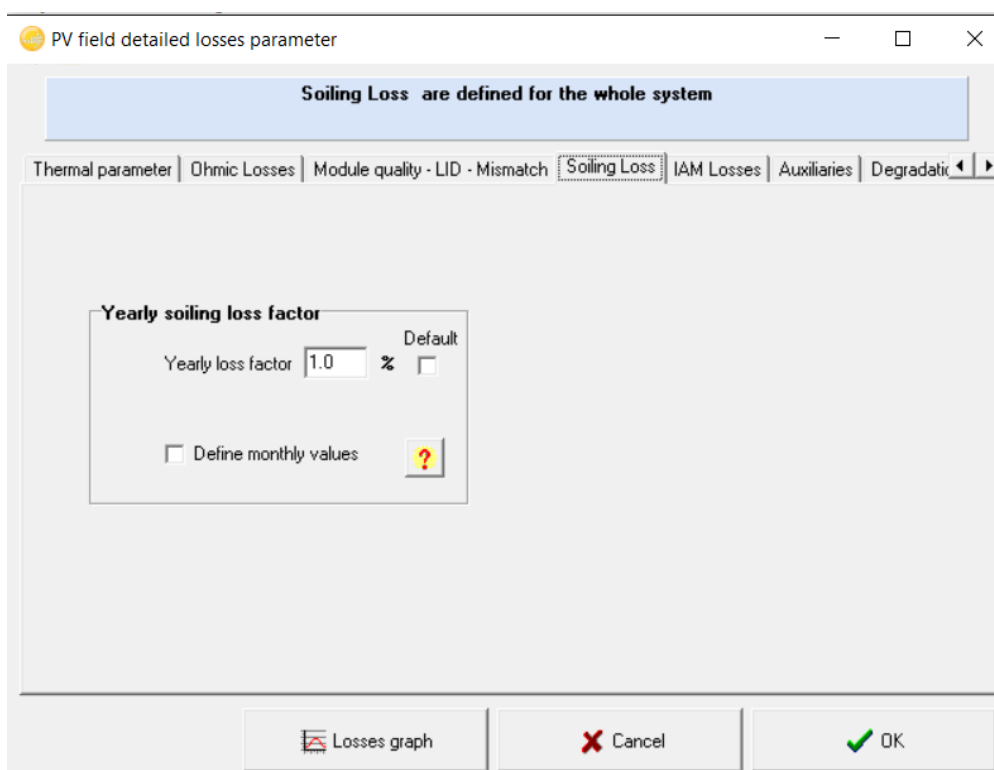 PV field detailed losses parameter
Soiling Loss are defined for the whole system
Thermal parameter Ohmic Losses Module quality - LID - Mismatch Soiling Loss IAM Losses Auxiliaries Degradatic
Yearly soiling loss factor
Default
Yearly loss factor 1.0 %
Define monthly values ?
Losses graph Cancel OK